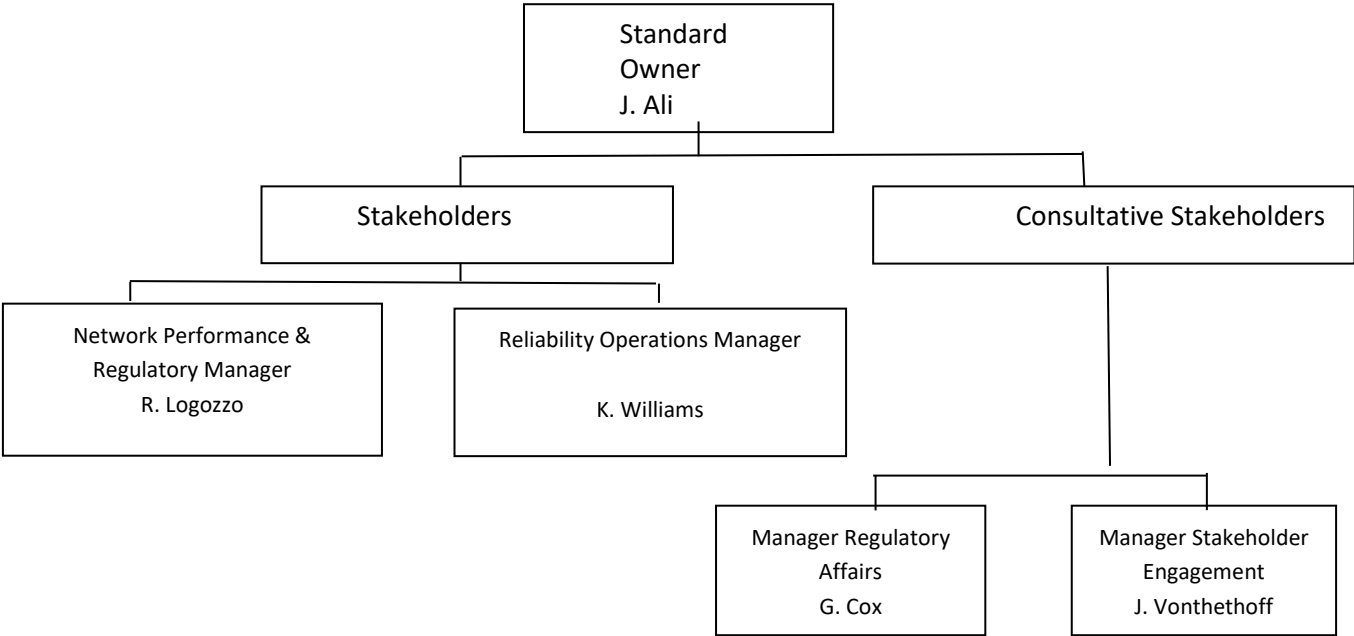 Standard
Owner
J. Ali
Stakeholders
Consultative Stakeholders
Network Performance &
Regulatory Manager
R. Logozzo
Reliability Operations Manager
K. Williams
Manager Regulatory
Affairs
G. Cox
Manager Stakeholder
Engagement
J. Vonthethoff